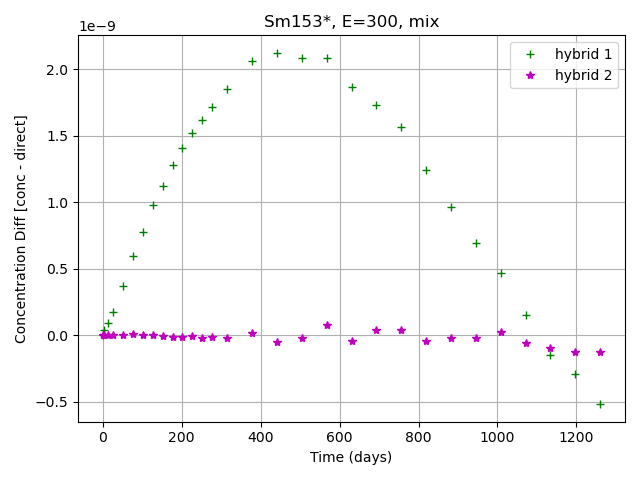 Sm153*, E=300, mix
1e−9
hybrid 1
hybrid 2
2.0
1.5
1.0
0.5
0.0
−0.5
Concentration Diff [conc - direct]
0 200 400 600 800 1000 1200
Time (days)